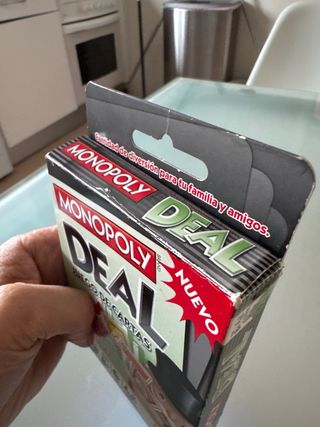 Cantidad de diversión para tu familia y amigos.
MONOPOLY DEAL
MONOPOLY
DEAL
JUEGO DE CARTAS
NUEVO